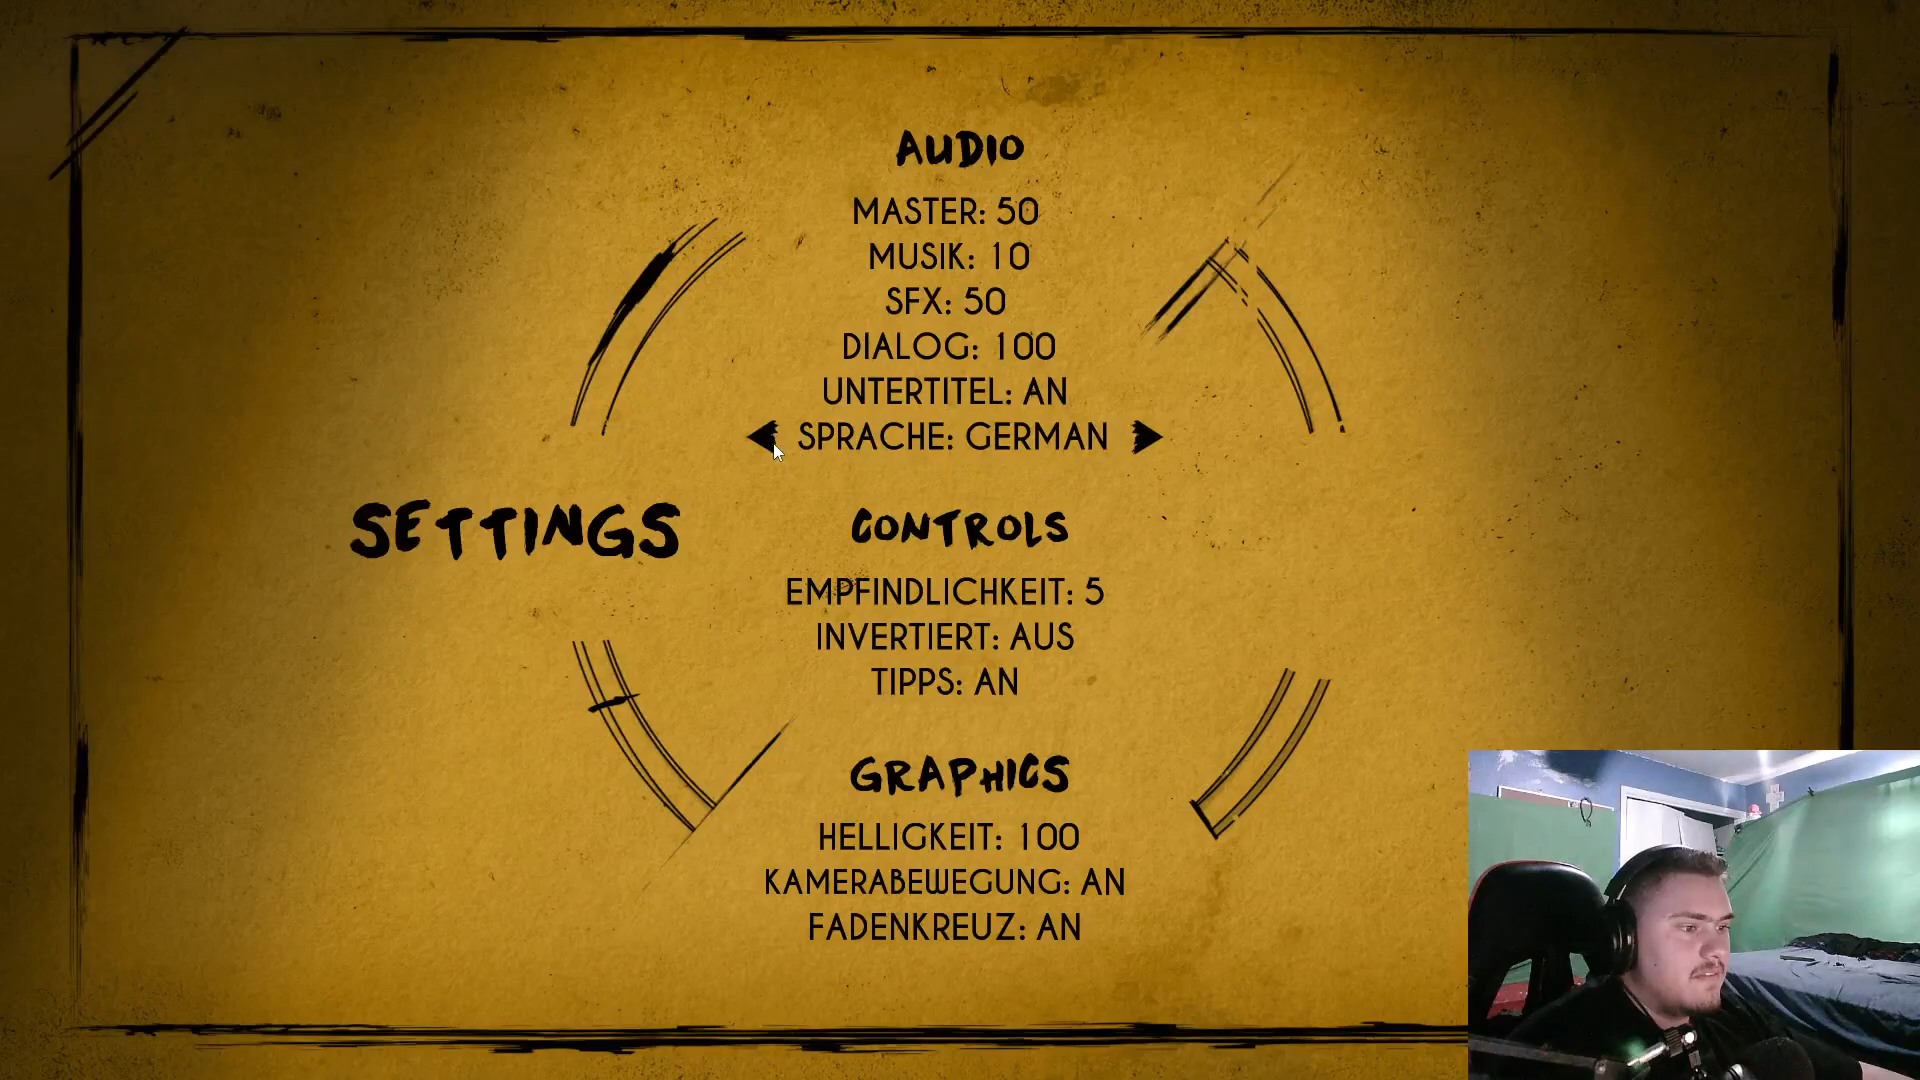 AUDIO
MASTER: 50
MUSIK: 10
SFX: 50
DIALOG: 100
UNTERTITEL: AN
SPRACHE: GERMAN
SETTINGS
CONTROLS
EMPFINDLICHKEIT: 5
INVERTIERT: AUS
TIPPS: AN
GRAPHICS
HELLIGKEIT: 100
KAMERABEWEGUNG: AN
FADENKREUZ: AN